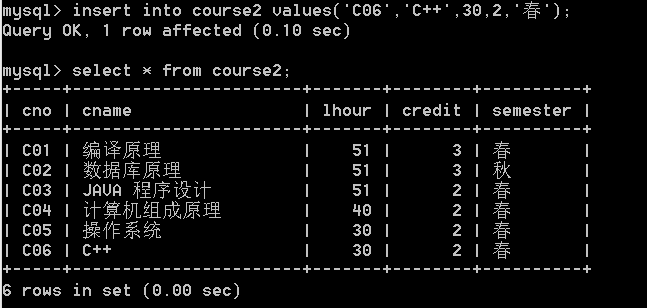 mysql> insert into course2 values('C06','C++',30,2,'春');
Query OK, 1 row affected (0.10 sec)
mysql> select * from course2;
+-----+------------------------+-------+--------+----------+
| cno | cname | lhour | credit | semester |
+-----+------------------------+-------+--------+----------+
| C01 | 编译原理 | 51 | 3 | 春
| C02 | 数据库原理 | 51 | 3 | 秋
| C03 | JAVA 程序设计 | 51 | 2 | 春
| C04 | 计算机组成原理 | 40 | 2 | 春
| C05 | 操作系统 | 30 | 2 | 春
| C06 | C++ | 30 | 2 | 春
+-----+------------------------+-------+--------+----------+
6 rows in set (0.00 sec)